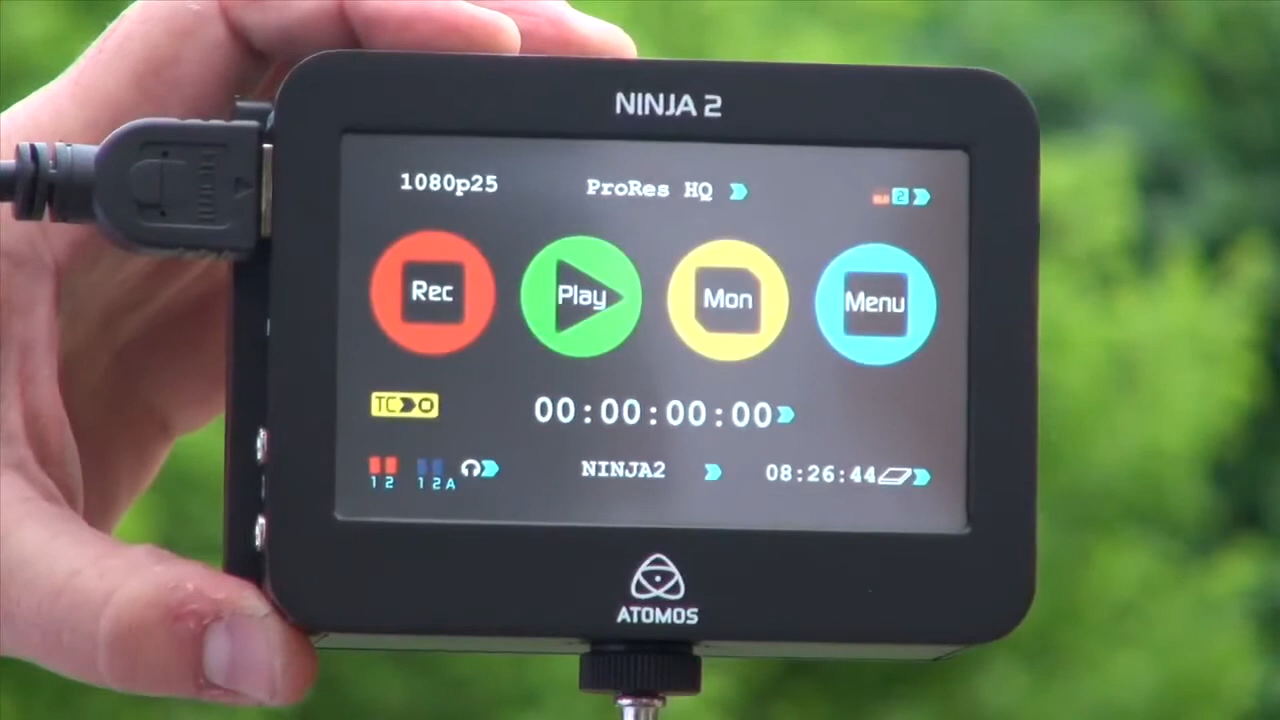 NINJA 2
1080p25 ProRes HQ 2
Rec Play Mon Menu
TC 00:00:00:00
1 2 1 2 A NINJA2 08:26:44
ATOMOS